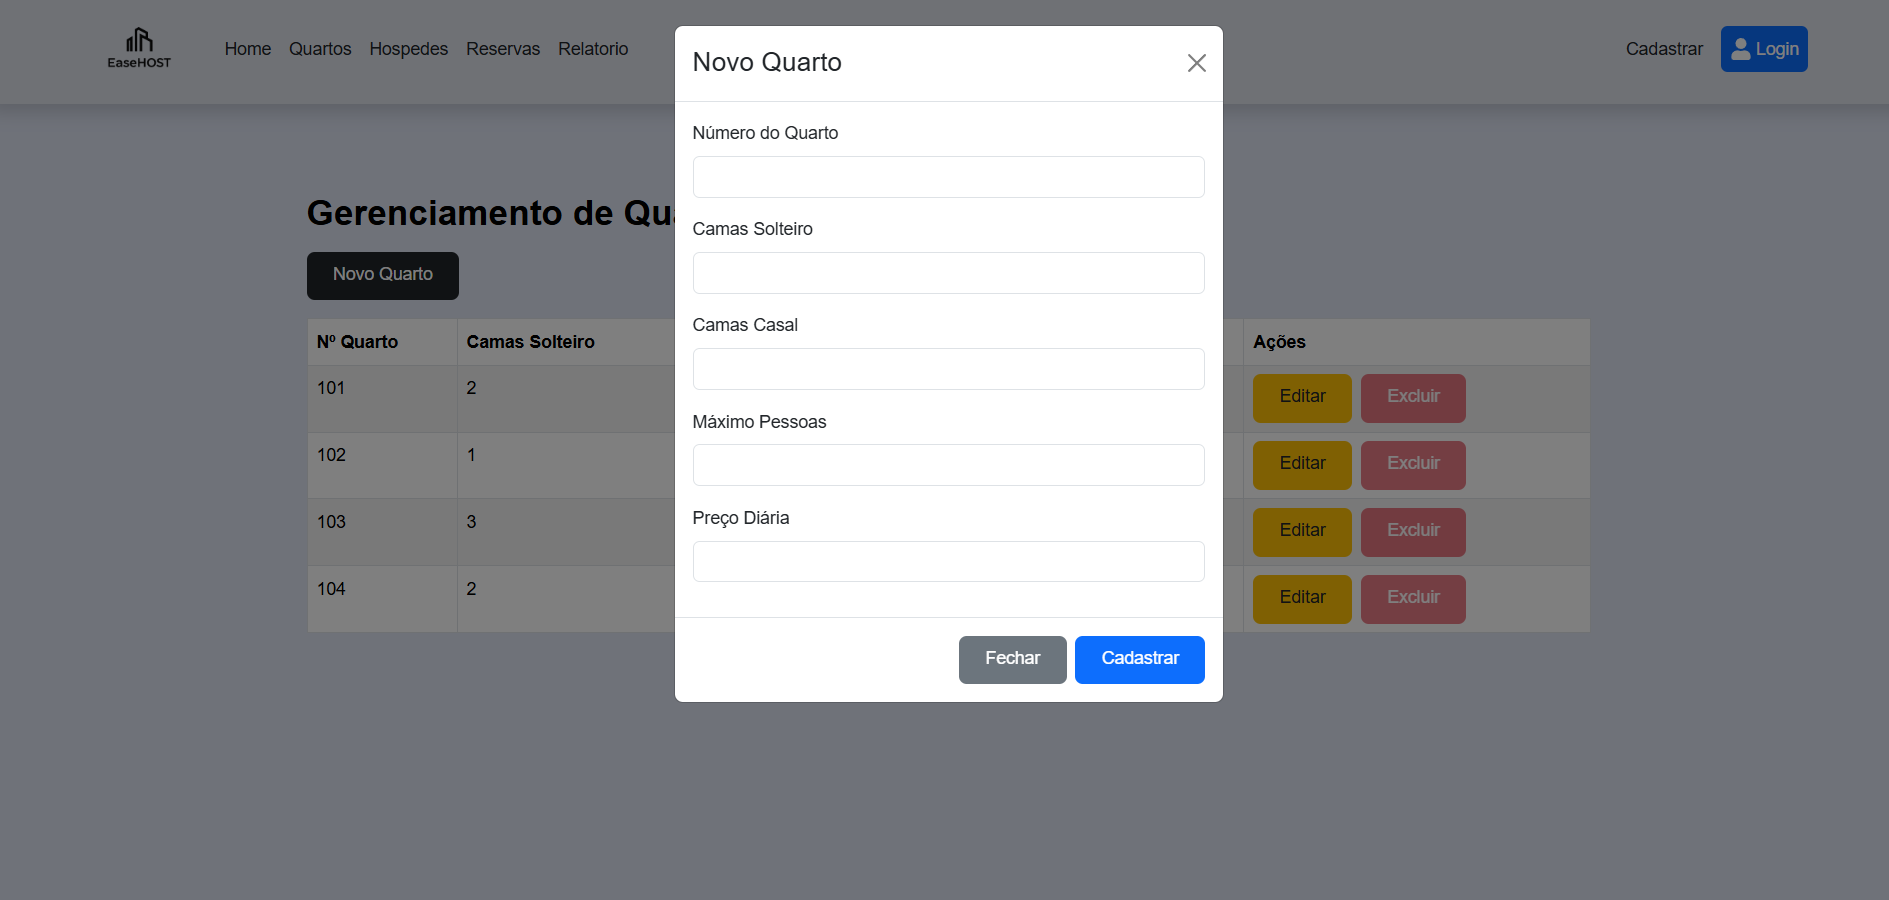 EaseHOST
Home Quartos Hospedes Reservas Relatorio
Cadastrar Login
Gerenciamento de
Novo Quarto
Nº Quarto Camas Solteiro Ações
101 2 Editar Excluir
102 1 Editar Excluir
103 3 Editar Excluir
104 2 Editar Excluir
Novo Quarto
Número do Quarto
Camas Solteiro
Camas Casal
Máximo Pessoas
Preço Diária
Fechar Cadastrar